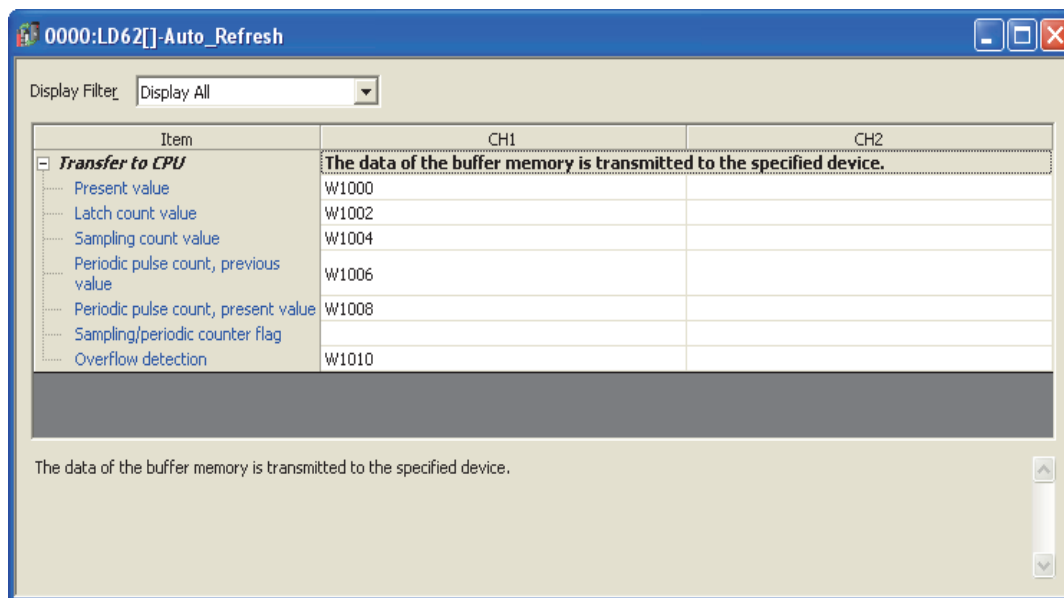 0000:LD62[]-Auto_Refresh
Display Filter Display All
Item CH1 CH2
Transfer to CPU The data of the buffer memory is transmitted to the specified device.
Present value W1000
Latch count value W1002
Sampling count value W1004
Periodic pulse count, previous
value W1006
Periodic pulse count, present value W1008
Sampling/periodic counter flag
Overflow detection W1010
The data of the buffer memory is transmitted to the specified device.